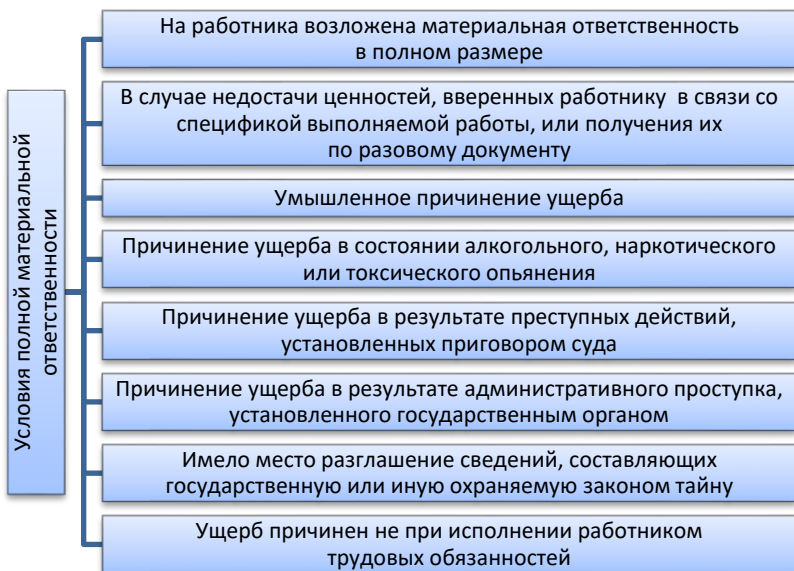 Условия полной материальной
ответственности
На работника возложена материальная ответственность
в полном размере
В случае недостачи ценностей, вверенных работнику в связи со
спецификой выполняемой работы, или получения их
по разовому документу
Умышленное причинение ущерба
Причинение ущерба в состоянии алкогольного, наркотического
или токсического опьянения
Причинение ущерба в результате преступных действий,
установленных приговором суда
Причинение ущерба в результате административного проступка,
установленного государственным органом
Имело место разглашение сведений, составляющих
государственную или иную охраняемую законом тайну
Ущерб причинен не при исполнении работником
трудовых обязанностей